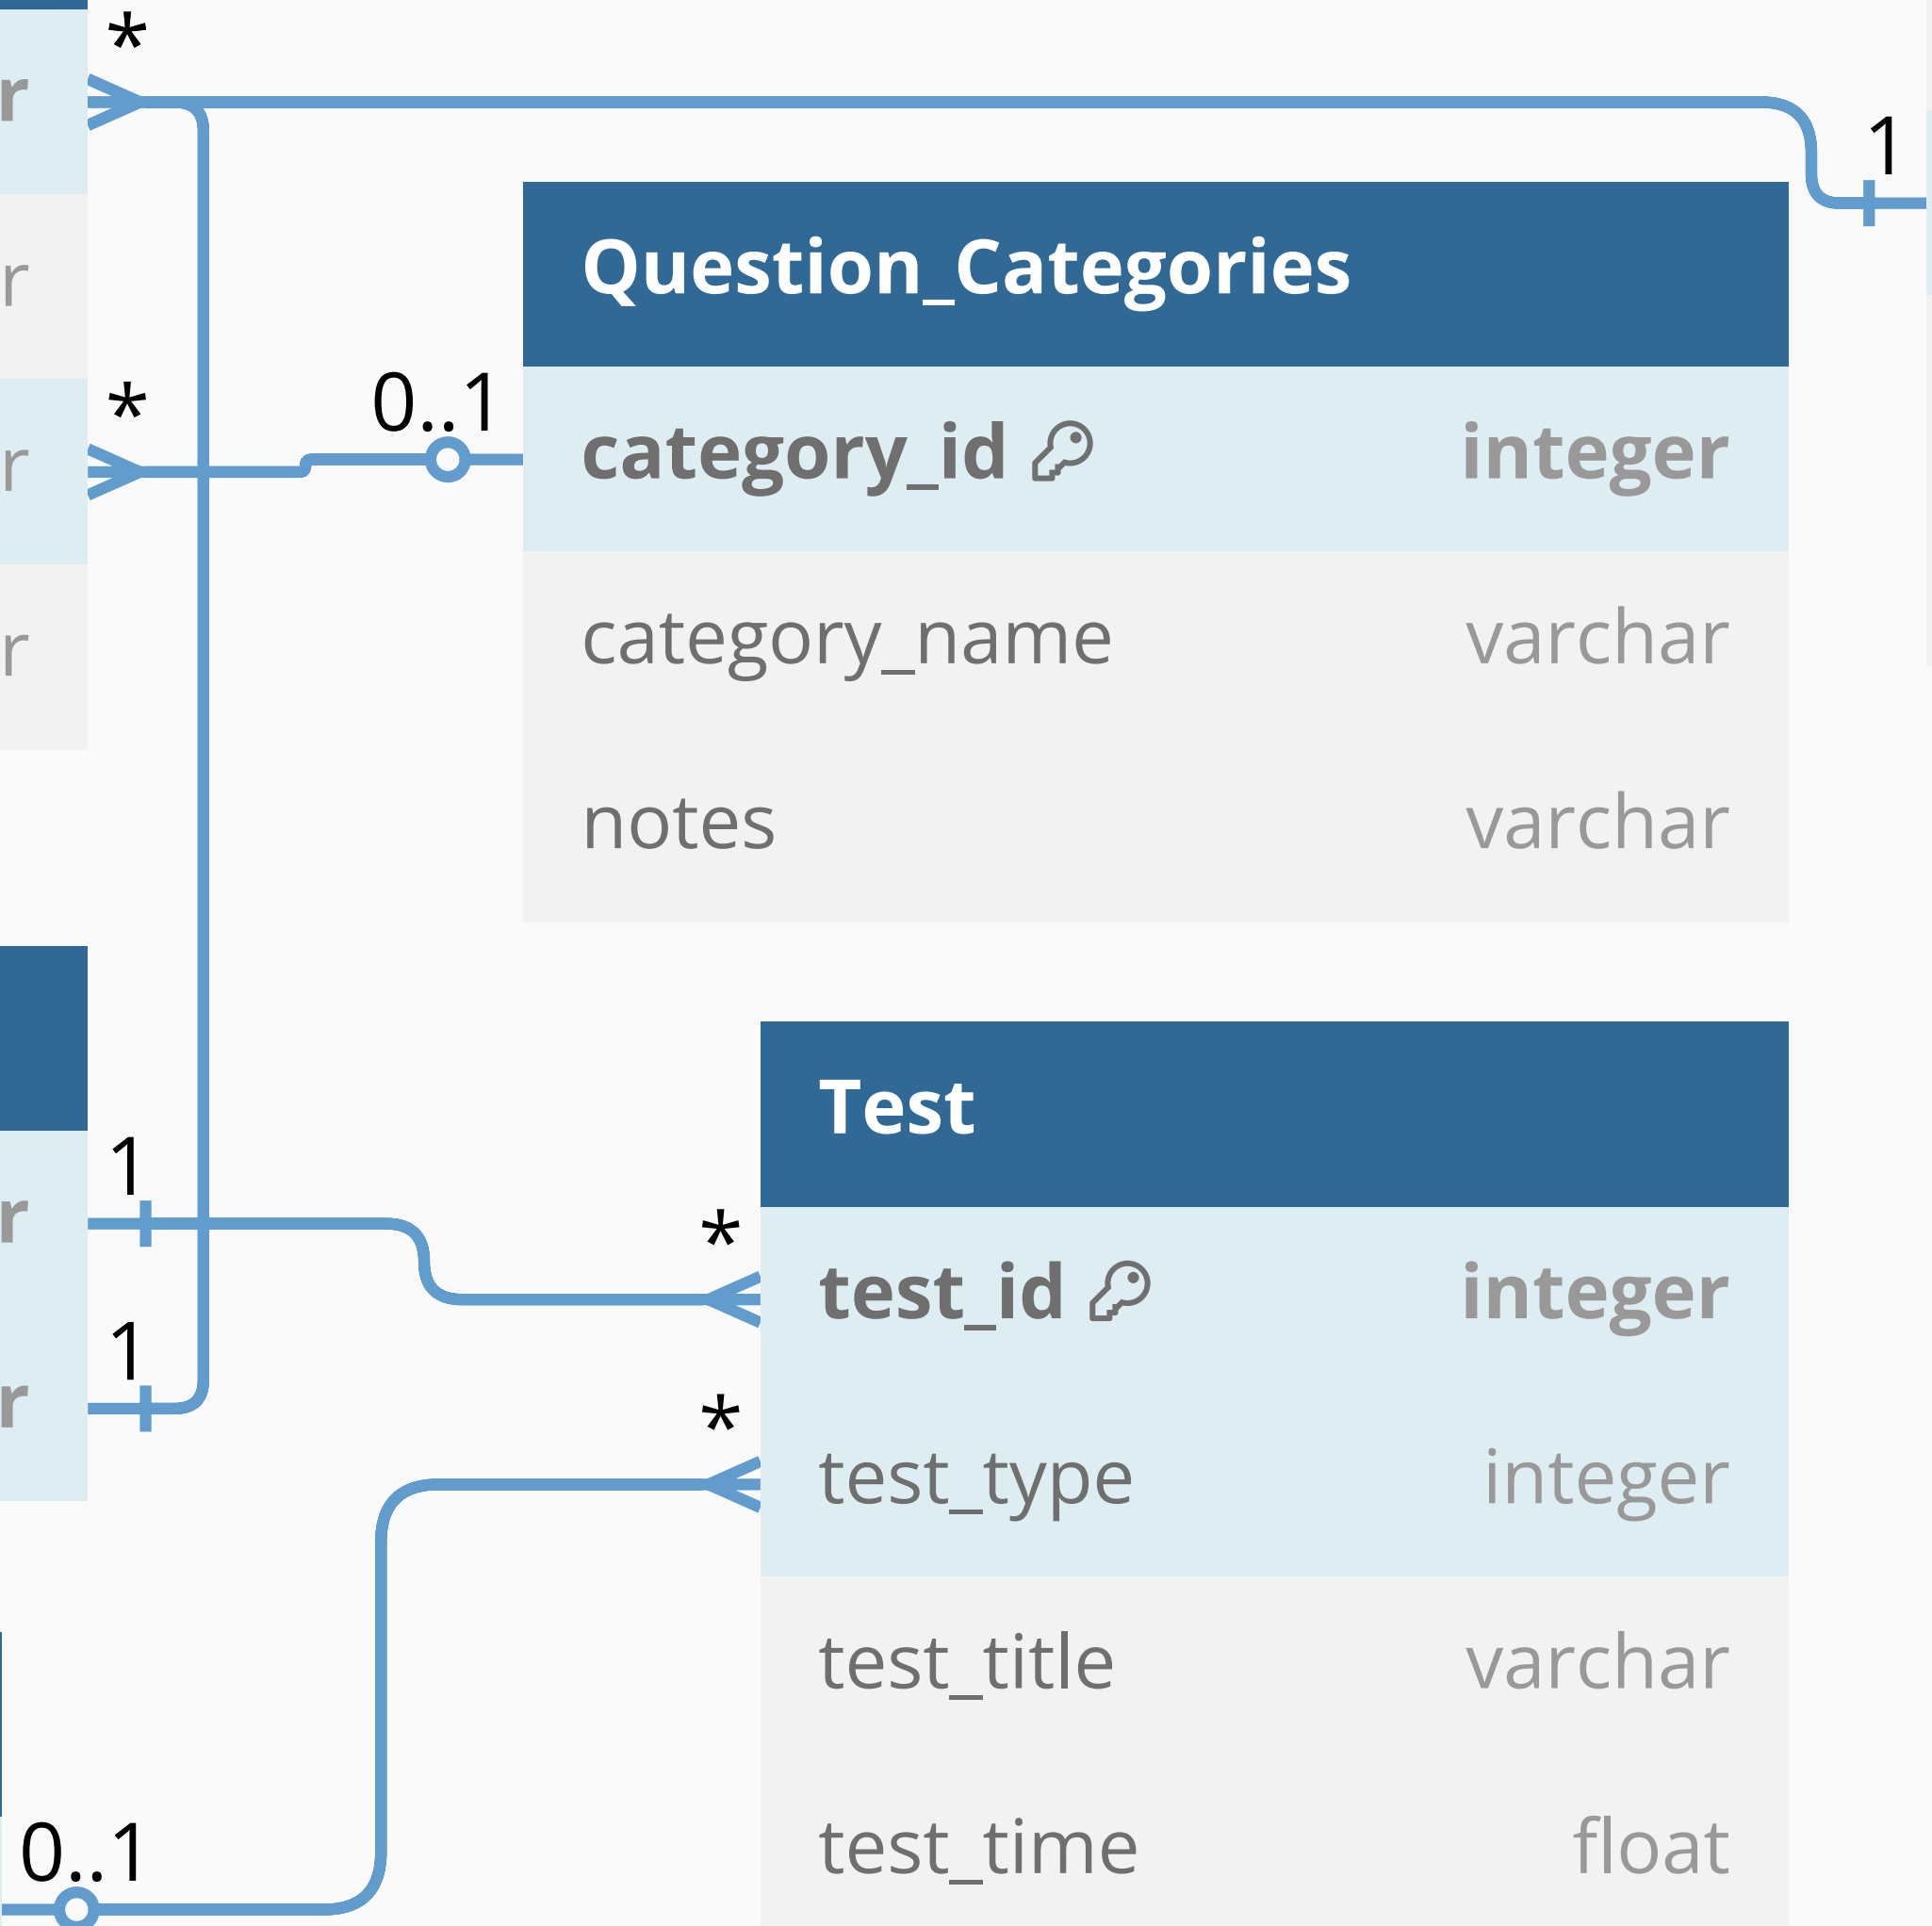 *
r
1
r
Question_Categories
*
0..1
r
category_id integer
r
category_name varchar
notes varchar
Test
1
r
*
test_id integer
1
r
*
test_type integer
test_title varchar
0..1
test_time float